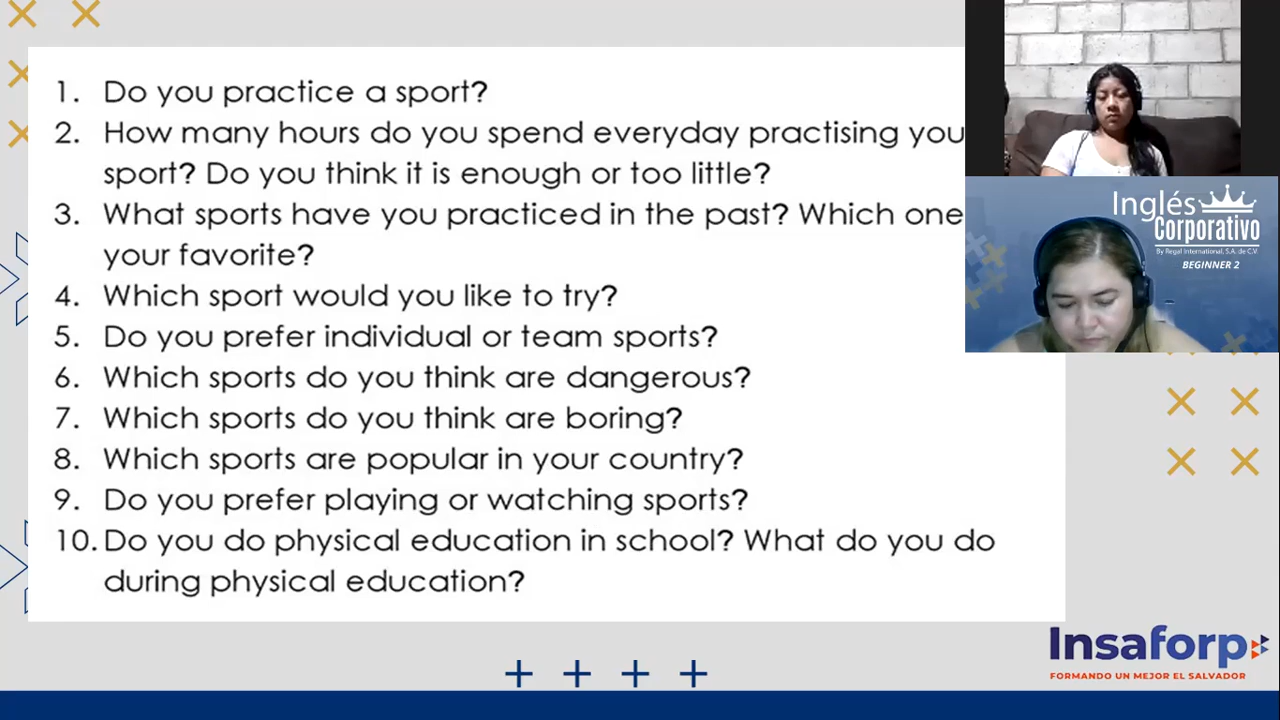 1. Do you practice a sport?
2. How many hours do you spend everyday practising you
sport? Do you think it is enough or too little?
3. What sports have you practiced in the past? Which one
your favorite?
4. Which sport would you like to try?
5. Do you prefer individual or team sports?
6. Which sports do you think are dangerous?
7. Which sports do you think are boring?
8. Which sports are popular in your country?
9. Do you prefer playing or watching sports?
10. Do you do physical education in school? What do you do
during physical education?
Inglés
Corporativo
By Regal International, S.A. de C.V.
BEGINNER 2
Insaforp
FORMANDO UN MEJOR EL SALVADOR